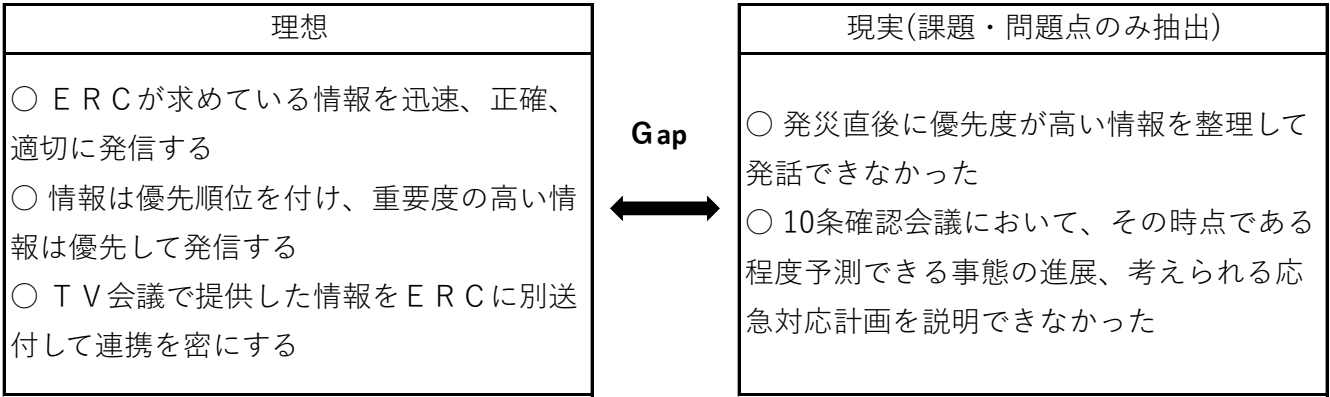 理想
○ ＥＲＣが求めている情報を迅速、正確、
適切に発信する
○ 情報は優先順位を付け、重要度の高い情
報は優先して発信する
○ ＴＶ会議で提供した情報をＥＲＣに別送
付して連携を密にする
Gap
現実(課題・問題点のみ抽出)
○ 発災直後に優先度が高い情報を整理して
発話できなかった
○ 10条確認会議において、その時点である
程度予測できる事態の進展、考えられる応
急対応計画を説明できなかった